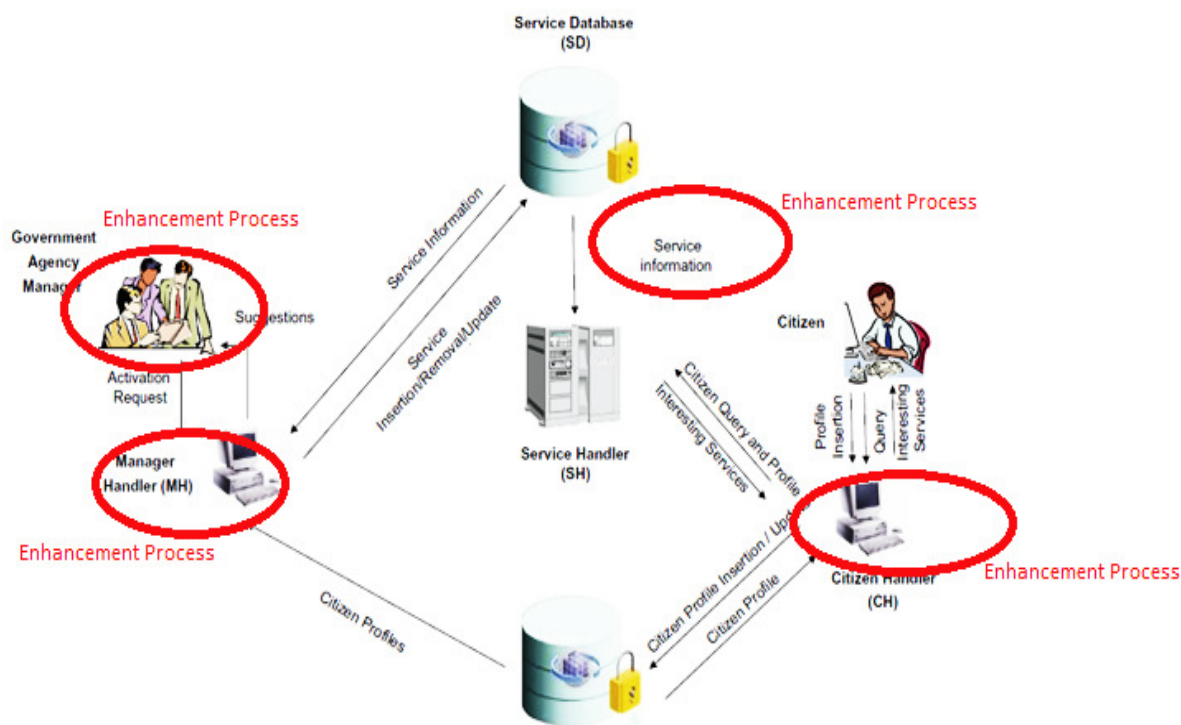 Service Database
(SD)
Enhancement Process
Enhancement Process
Government
Agency
Manager
Service Information
Service
Insertion/Removal/Update
Service
information
Suggestions
Citizen
Activation
Request
Citizen Query and Profile
Interesting Services
Profile
Insertion
Query
Interesting
Services
Manager
Handler (MH)
Service Handler
(SH)
Enhancement Process
Citizen Profile Insertion / Upd
Citizen Handler
(CH)
Enhancement Process
Citizen Profiles
Citizen Profile